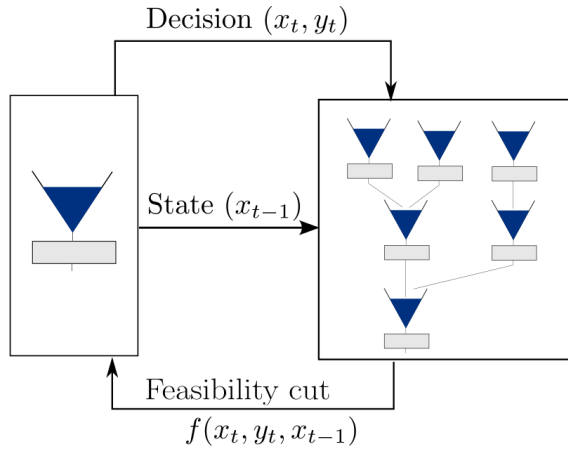 Decision (x_t, y_t)
State (x_{t−1})
Feasibility cut
f(x_t, y_t, x_{t−1})